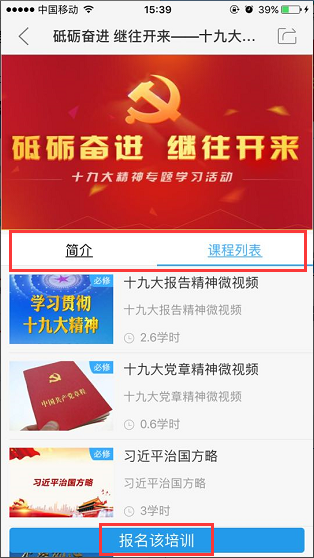 中国移动
15:39
39%
砥砺奋进 继往开来——十九大...
砥砺奋进 继往开来
十九大精神专题学习活动
简介
课程列表
必修
学习贯彻
十九大精神
十九大报告精神微视频
十九大报告精神微视频
2.6学时
必修
中国共产党章程
十九大党章精神微视频
十九大党章精神微视频
0.6学时
必修
习近平治国方略
习近平治国方略
习近平治国方略
3学时
报名该培训